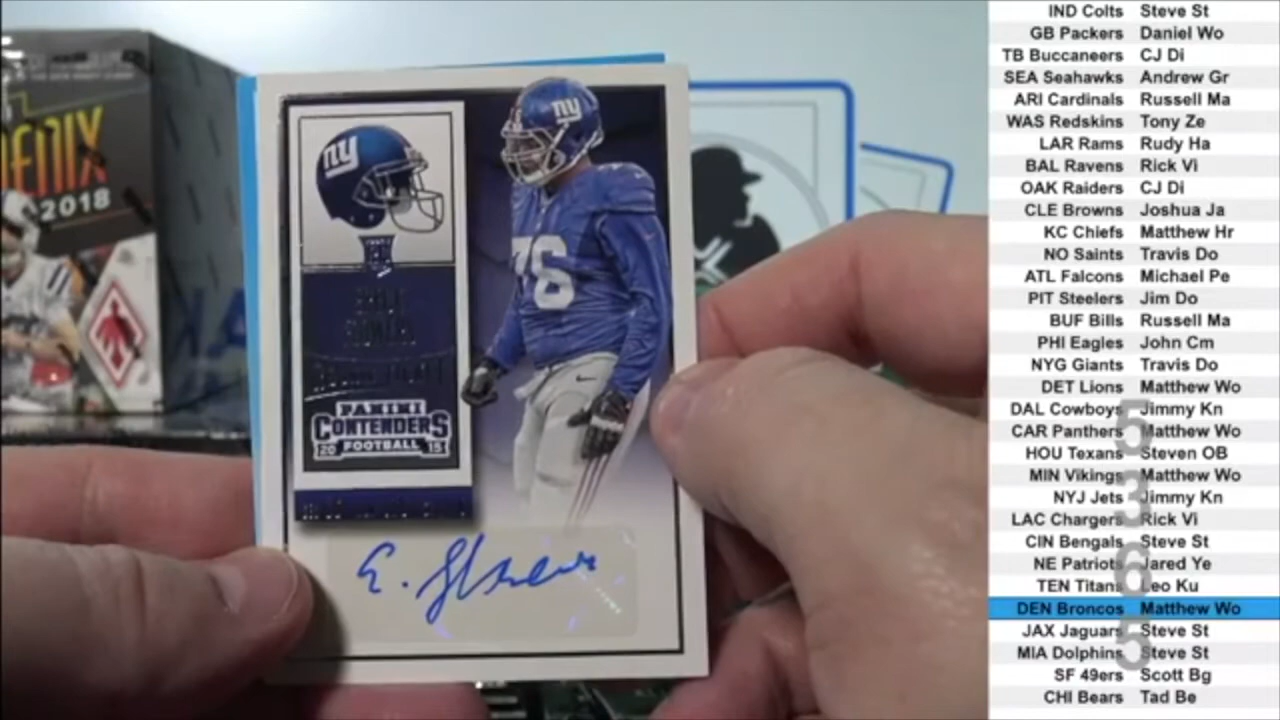 ENIX
2018
ny
ny
76
RC
PANINI
CONTENDERS
20 FOOTBALL 15
E.
IND Colts Steve St
GB Packers Daniel Wo
TB Buccaneers CJ Di
SEA Seahawks Andrew Gr
ARI Cardinals Russell Ma
WAS Redskins Tony Ze
LAR Rams Rudy Ha
BAL Ravens Rick Vi
OAK Raiders CJ Di
CLE Browns Joshua Ja
KC Chiefs Matthew Hr
NO Saints Travis Do
ATL Falcons Michael Pe
PIT Steelers Jim Do
BUF Bills Russell Ma
PHI Eagles John Cm
NYG Giants Travis Do
DET Lions Matthew Wo
DAL Cowboys Jimmy Kn
CAR Panthers Matthew Wo
HOU Texans Steven OB
MIN Vikings Matthew Wo
NYJ Jets Jimmy Kn
LAC Chargers Rick Vi
CIN Bengals Steve St
NE Patriots Jared Ye
TEN Titans Leo Ku
DEN Broncos Matthew Wo
JAX Jaguars Steve St
MIA Dolphins Steve St
SF 49ers Scott Bg
CHI Bears Tad Be
5365